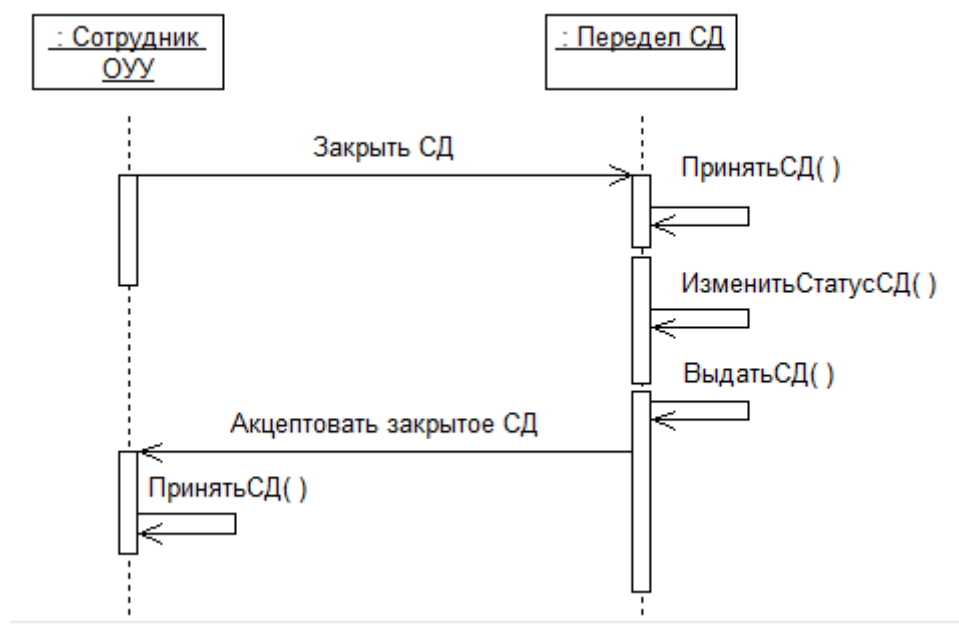 : Сотрудник
ОУУ
: Передел СД
Закрыть СД
ПринятьСД( )
ИзменитьСтатусСД( )
ВыдатьСД( )
Акцептовать закрытое СД
ПринятьСД( )